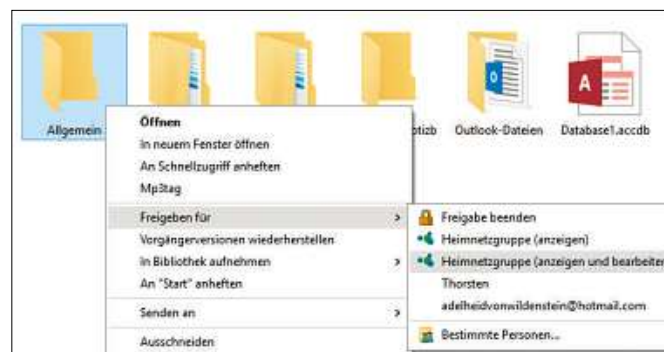 Allgemein
otizb
Outlook-Dateien
Database1.accdb
Öffnen
In neuem Fenster öffnen
An Schnellzugriff anheften
Mp3tag
Freigeben für
Vorgängerversionen wiederherstellen
In Bibliothek aufnehmen
An "Start" anheften
Senden an
Ausschneiden
Freigabe beenden
Heimnetzgruppe (anzeigen)
Heimnetzgruppe (anzeigen und bearbeiten
Thorsten
adelheidvonwildenstein@hotmail.com
Bestimmte Personen...